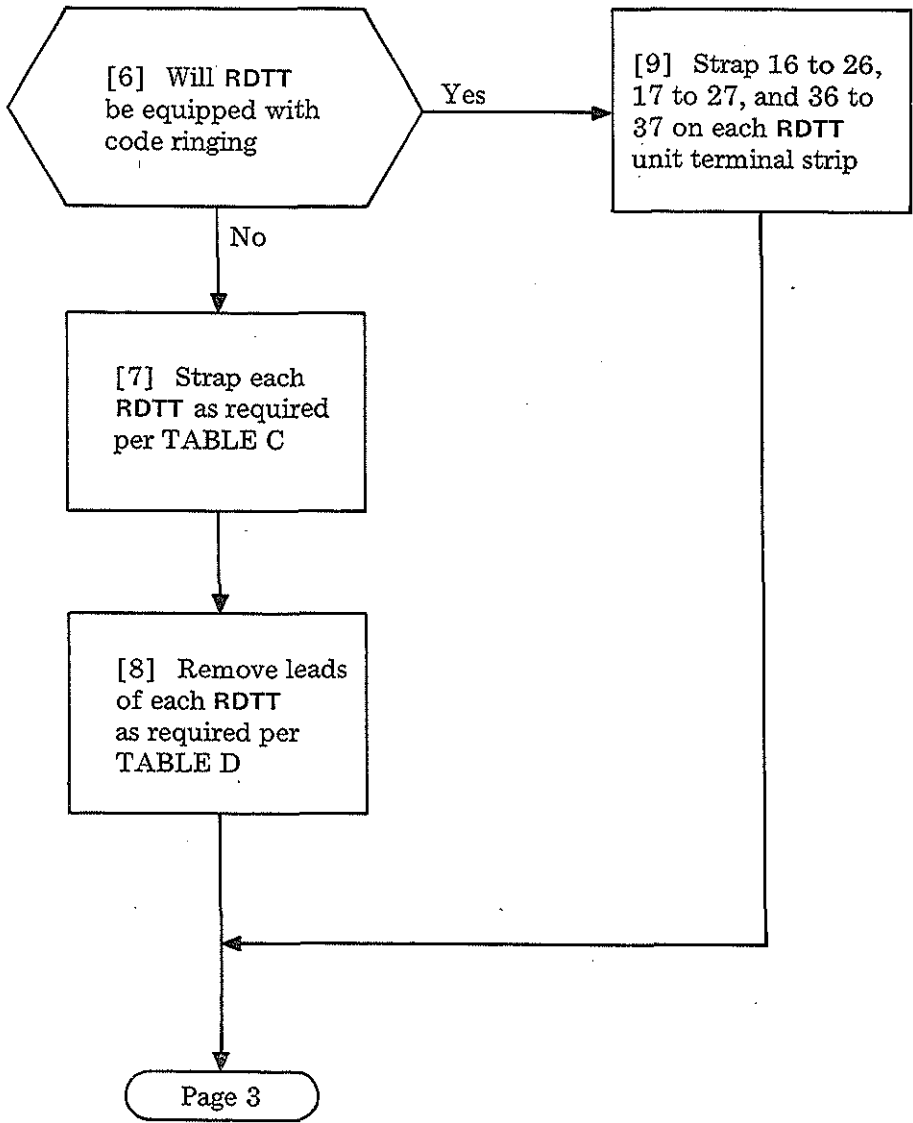 [6] Will RDTT
be equipped with
code ringing
Yes
[9] Strap 16 to 26,
17 to 27, and 36 to
37 on each RDTT
unit terminal strip
No
[7] Strap each
RDTT as required
per TABLE C
[8] Remove leads
of each RDTT
as required per
TABLE D
Page 3